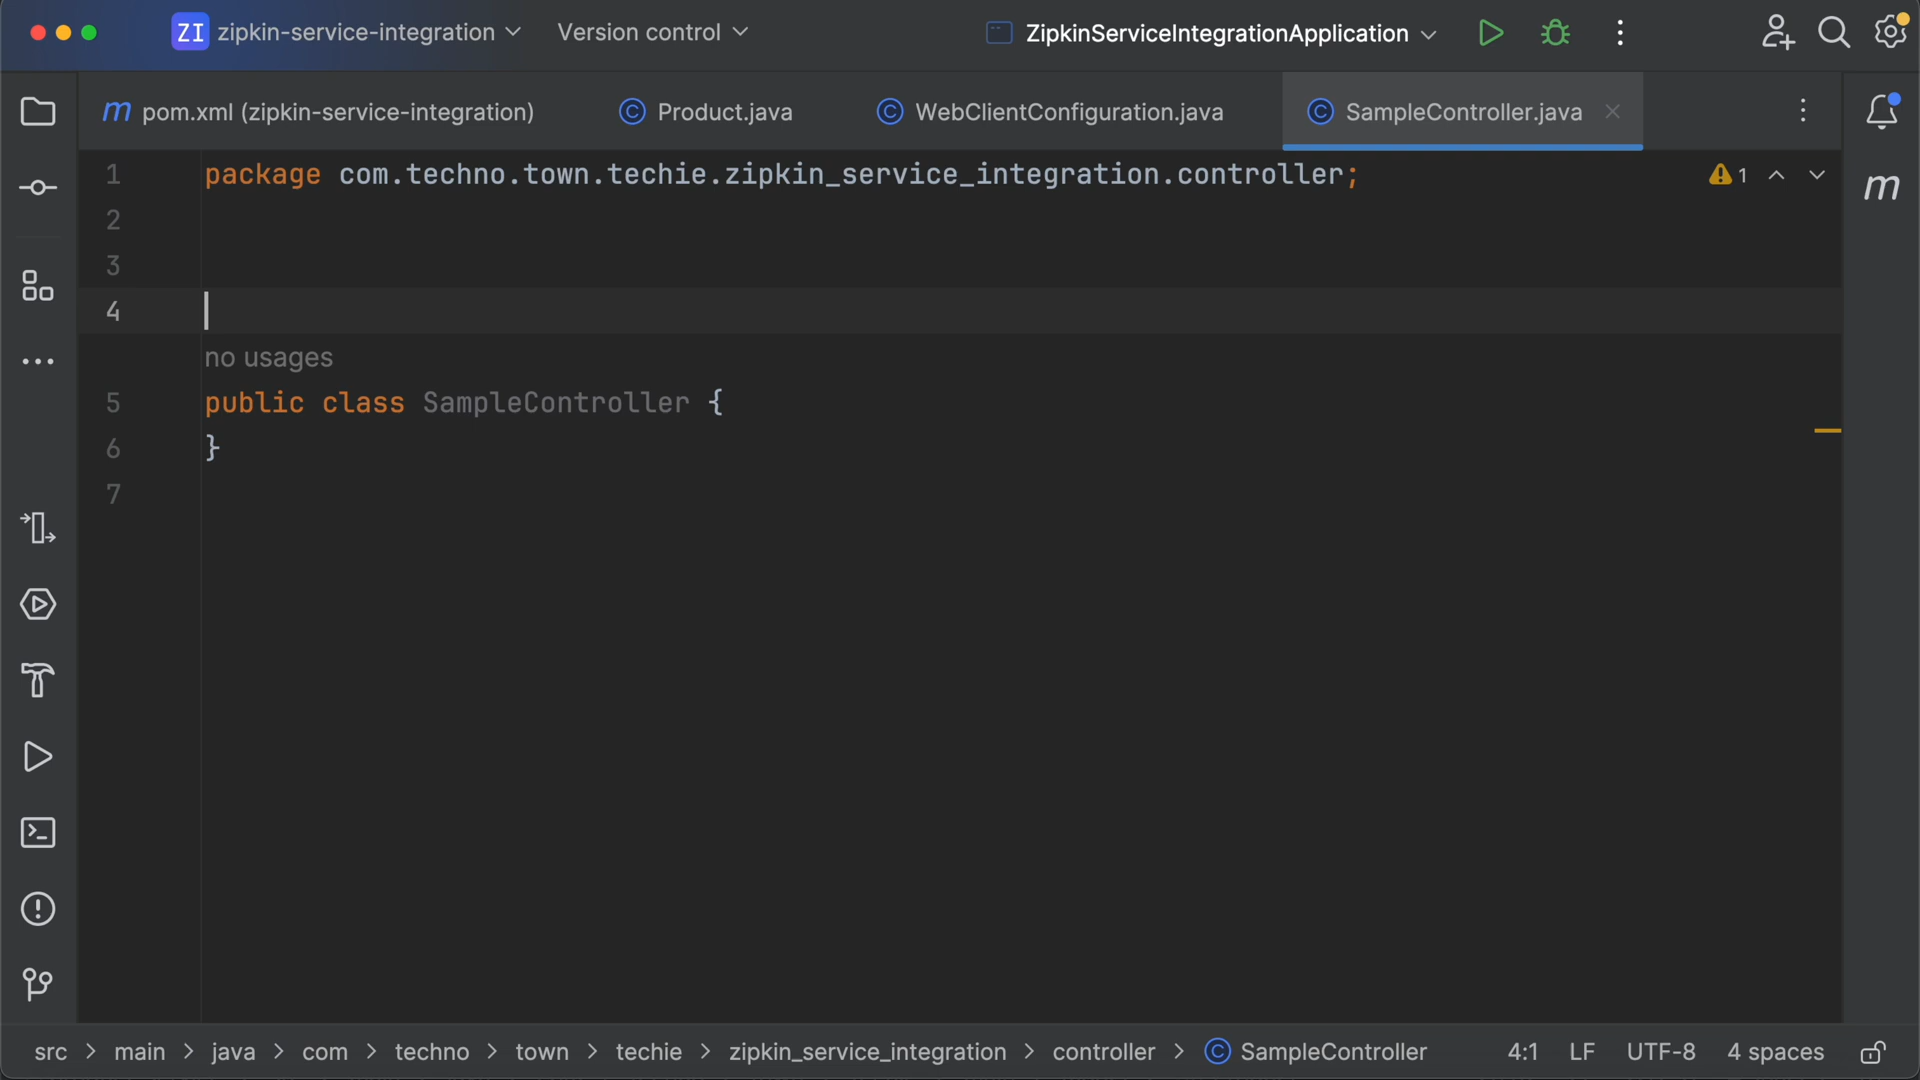 ZI zipkin-service-integration Version control ZipkinServiceIntegrationApplication
m pom.xml (zipkin-service-integration) C Product.java C WebClientConfiguration.java C SampleController.java
1 package com.techno.town.techie.zipkin_service_integration.controller; 1
2
3
4
no usages
5 public class SampleController {
6 }
7
m
src > main > java > com > techno > town > techie > zipkin_service_integration > controller > C SampleController 4:1 LF UTF-8 4 spaces